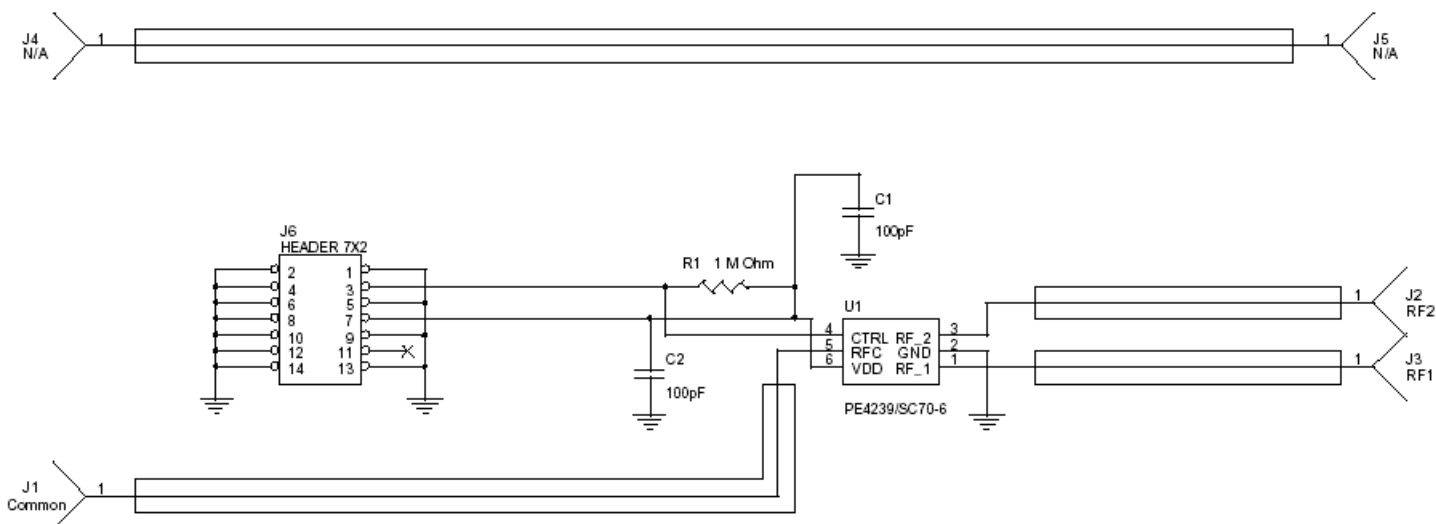 J4
N/A
1
1
J5
N/A
C1
100pF
J6
HEADER 7X2
2 1
4 3
6 5
8 7
10 9
12 11
14 13
R1 1 M Ohm
U1
4 CTRL RF_2 3
5 RFC GND 2
6 VDD RF_1 1
PE4239/SC70-6
C2
100pF
1
J2
RF2
1
J3
RF1
J1
Common
1